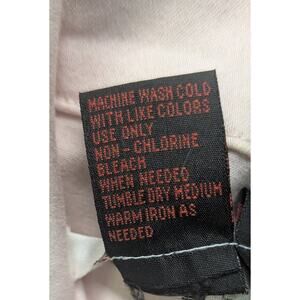 MACHINE WASH COLD
WITH LIKE COLORS
USE ONLY
NON - CHLORINE
BLEACH
WHEN NEEDED
TUMBLE DRY MEDIUM
WARM IRON AS
NEEDED